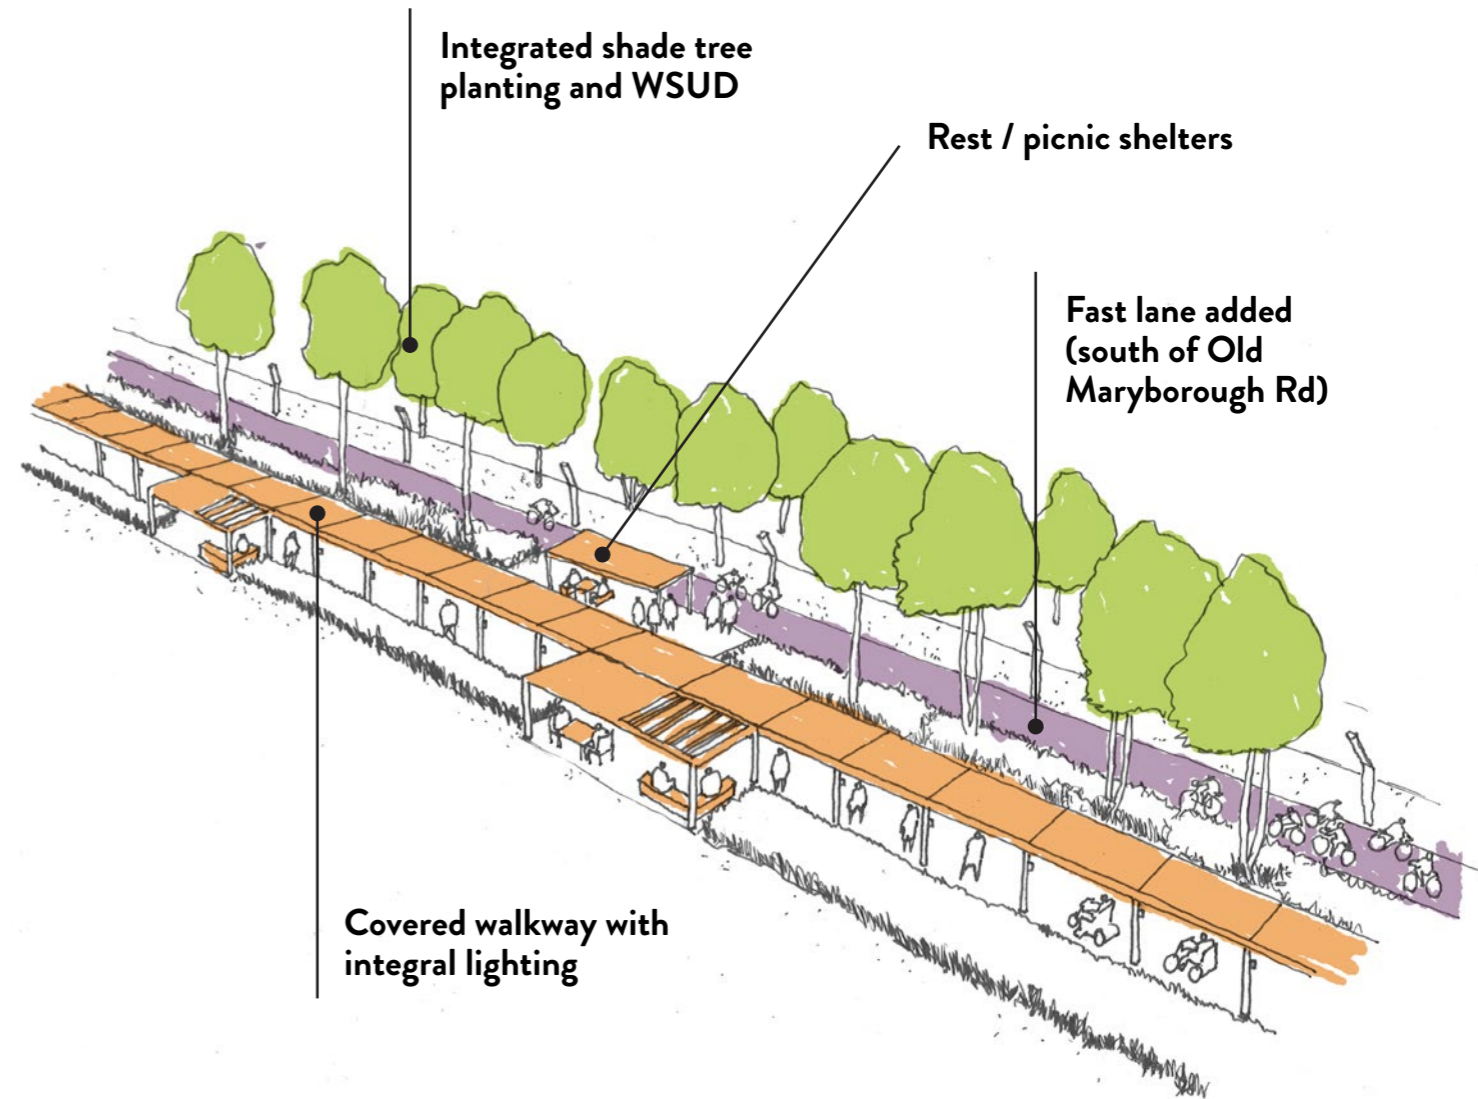 Integrated shade tree
planting and WSUD
Rest / picnic shelters
Fast lane added
(south of Old
Maryborough Rd)
Covered walkway with
integral lighting